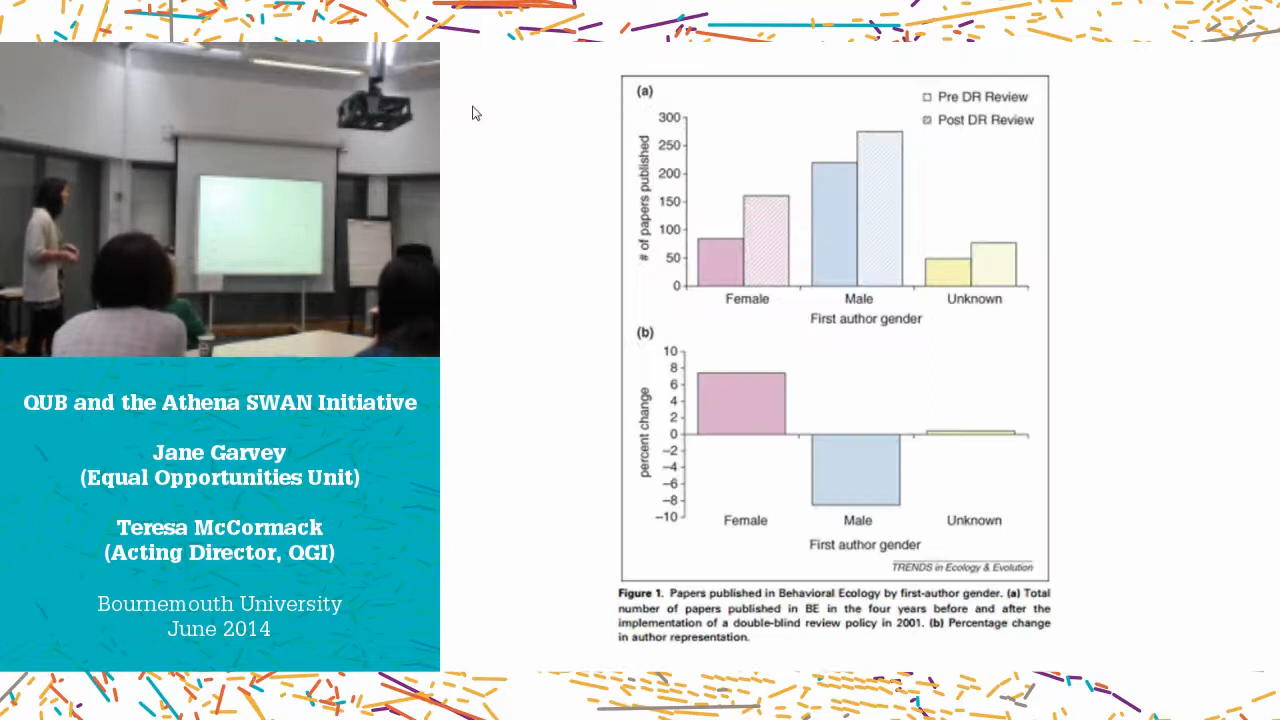 QUB and the Athena SWAN Initiative
Jane Garvey
(Equal Opportunities Unit)
Teresa McCormack
(Acting Director, QGI)
Bournemouth University
June 2014
(a)
Pre DR Review
Post DR Review
# of papers published
300
250
200
150
100
50
0
Female Male Unknown
First author gender
(b)
percent change
10
8
6
4
2
0
–2
–4
–6
–8
–10
Female Male Unknown
First author gender
TRENDS in Ecology & Evolution
Figure 1. Papers published in Behavioral Ecology by first-author gender. (a) Total
number of papers published in BE in the four years before and after the
implementation of a double-blind review policy in 2001. (b) Percentage change
in author representation.